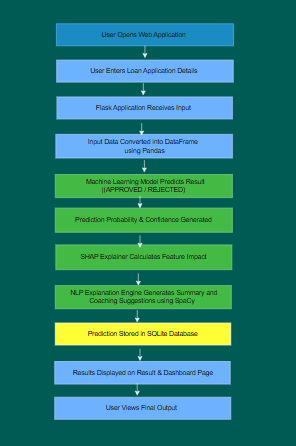 User Opens Web Application
User Enters Loan Application Details
Flask Application Receives Input
Input Data Converted into DataFrame
using Pandas
Machine Learning Model Predicts Result
((APPROVED / REJECTED)
Prediction Probability & Confidence Generated
SHAP Explainer Calculates Feature Impact
NLP Explanation Engine Generates Summary and
Coaching Suggestions using SpaCy
Prediction Stored in SQLite Database
Results Displayed on Result & Dashboard Page
User Views Final Output